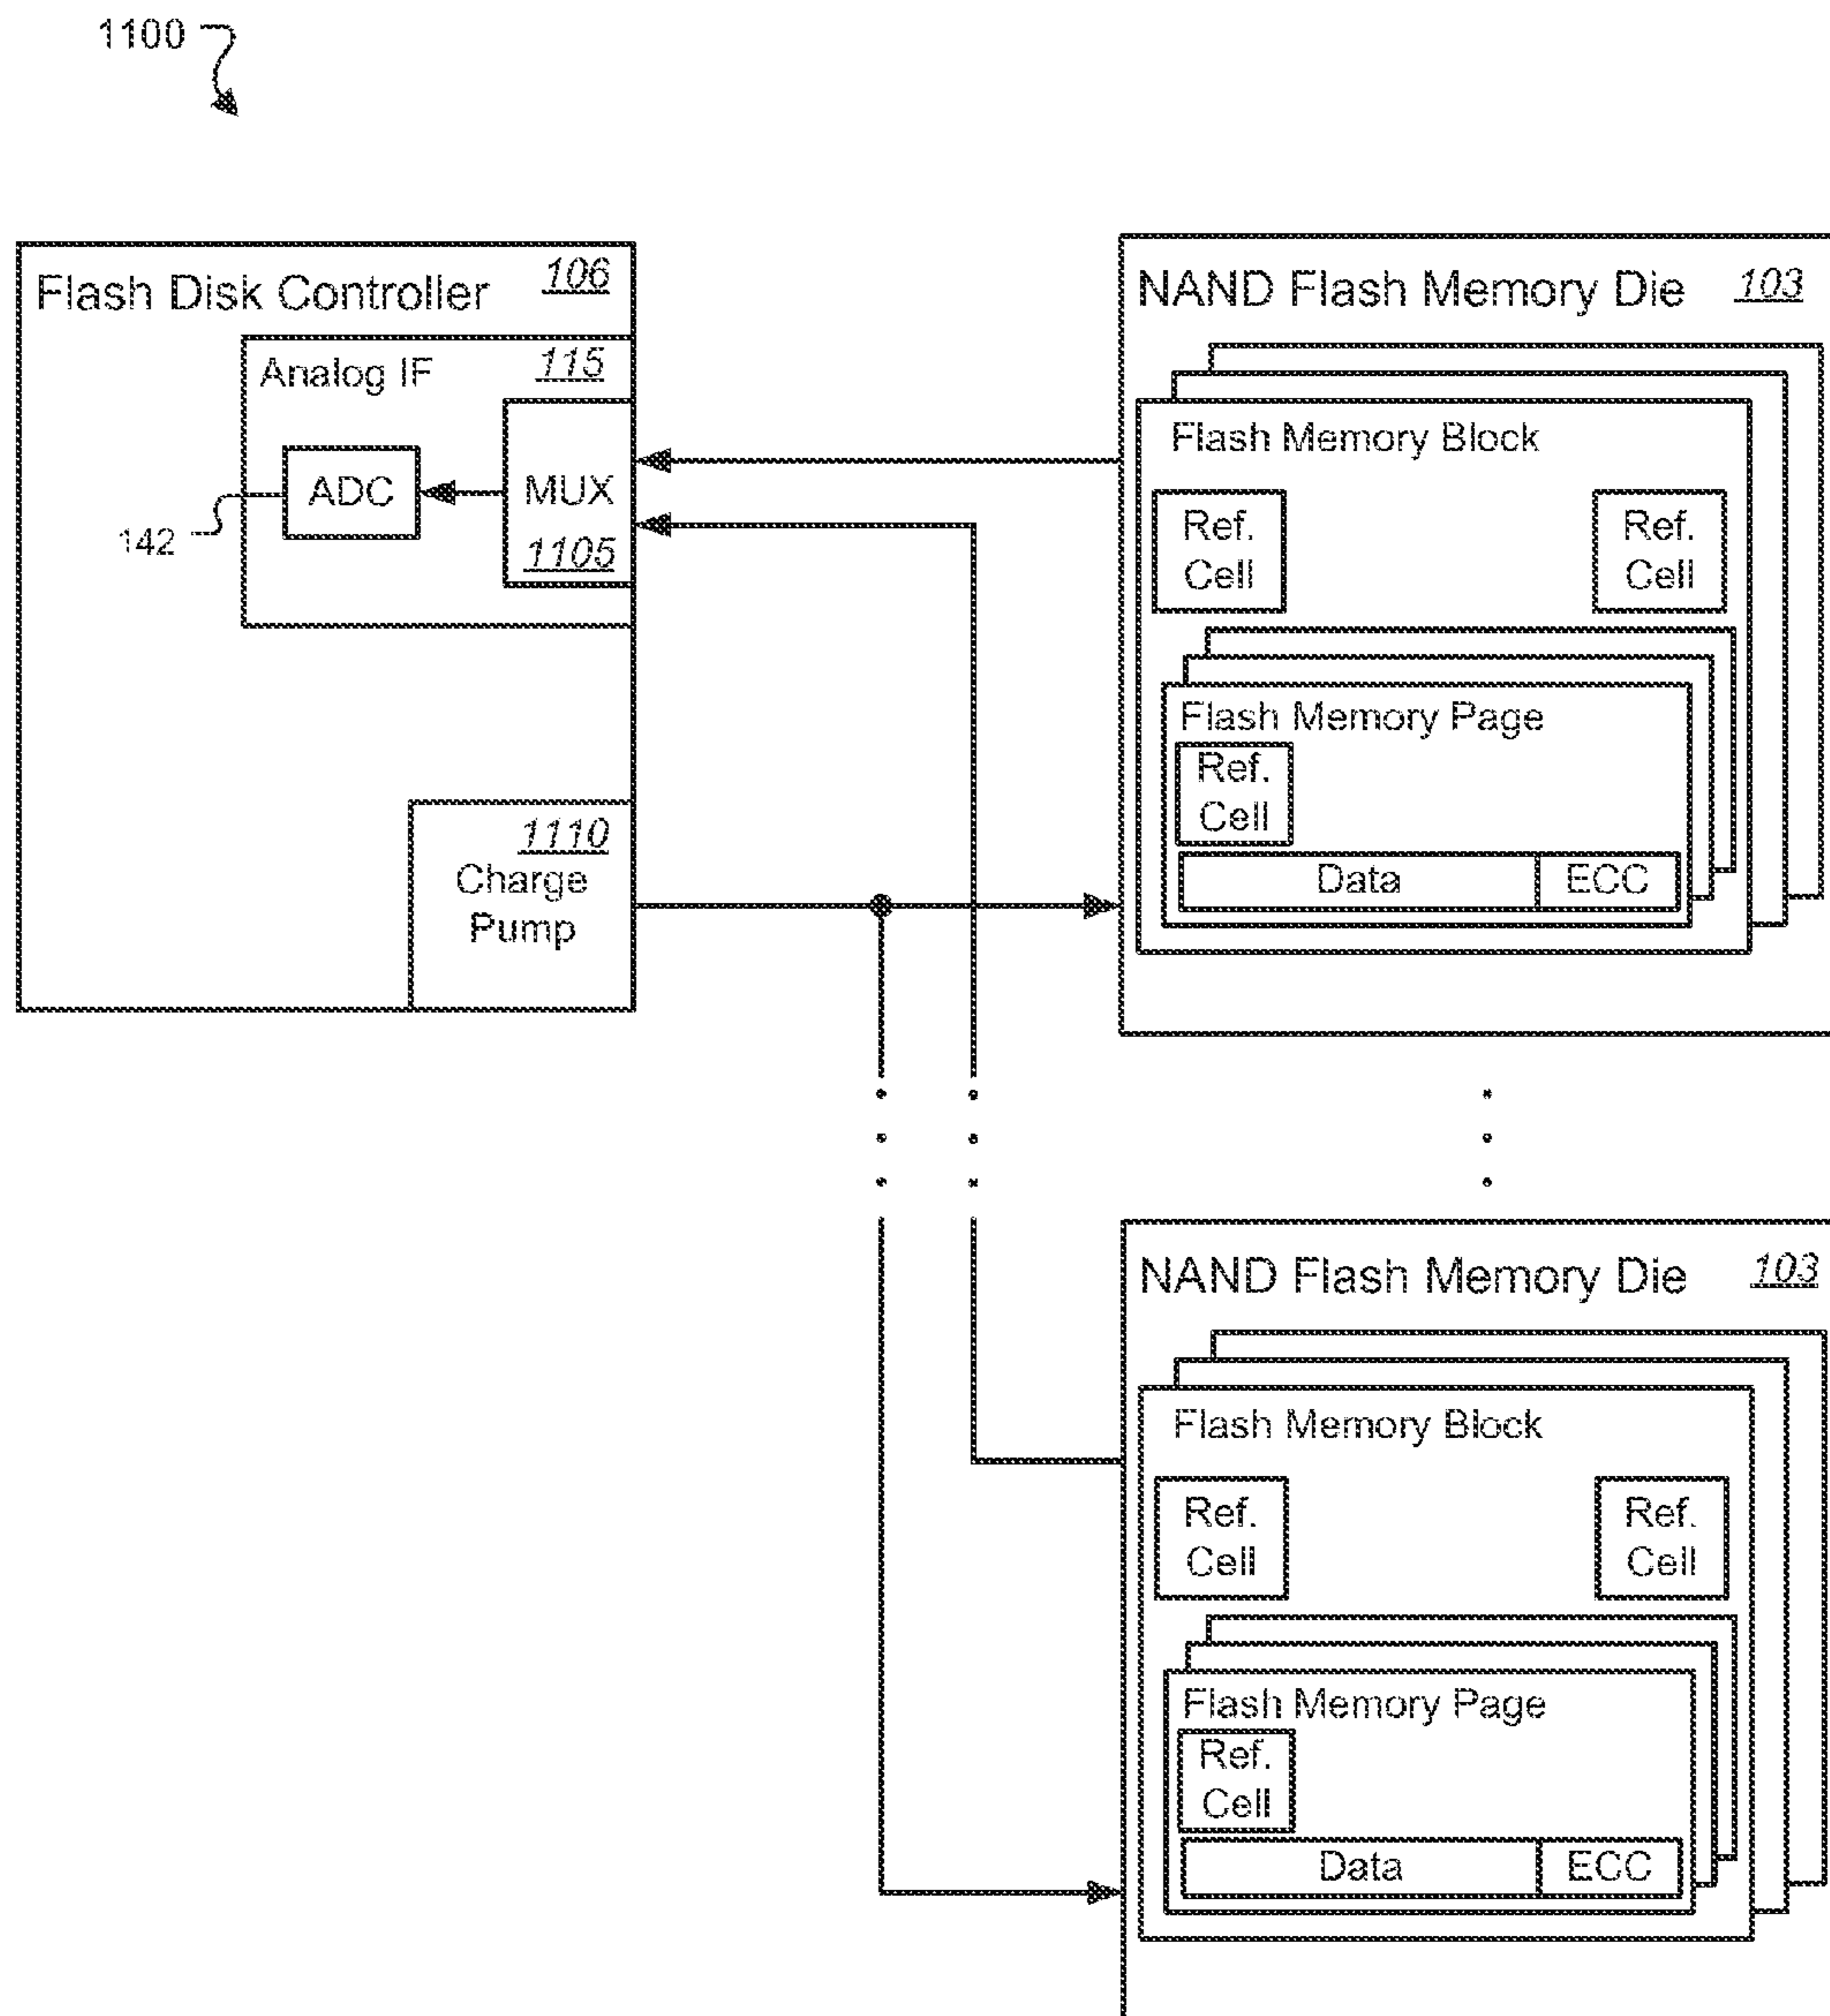 1100
Flash Disk Controller 106
Analog IF 115
ADC
MUX
1105
142
1110
Charge
Pump
NAND Flash Memory Die 103
Flash Memory Block
Ref.
Cell
Ref.
Cell
Flash Memory Page
Ref.
Cell
Data ECC
NAND Flash Memory Die 103
Flash Memory Block
Ref.
Cell
Ref.
Cell
Flash Memory Page
Ref.
Cell
Data ECC